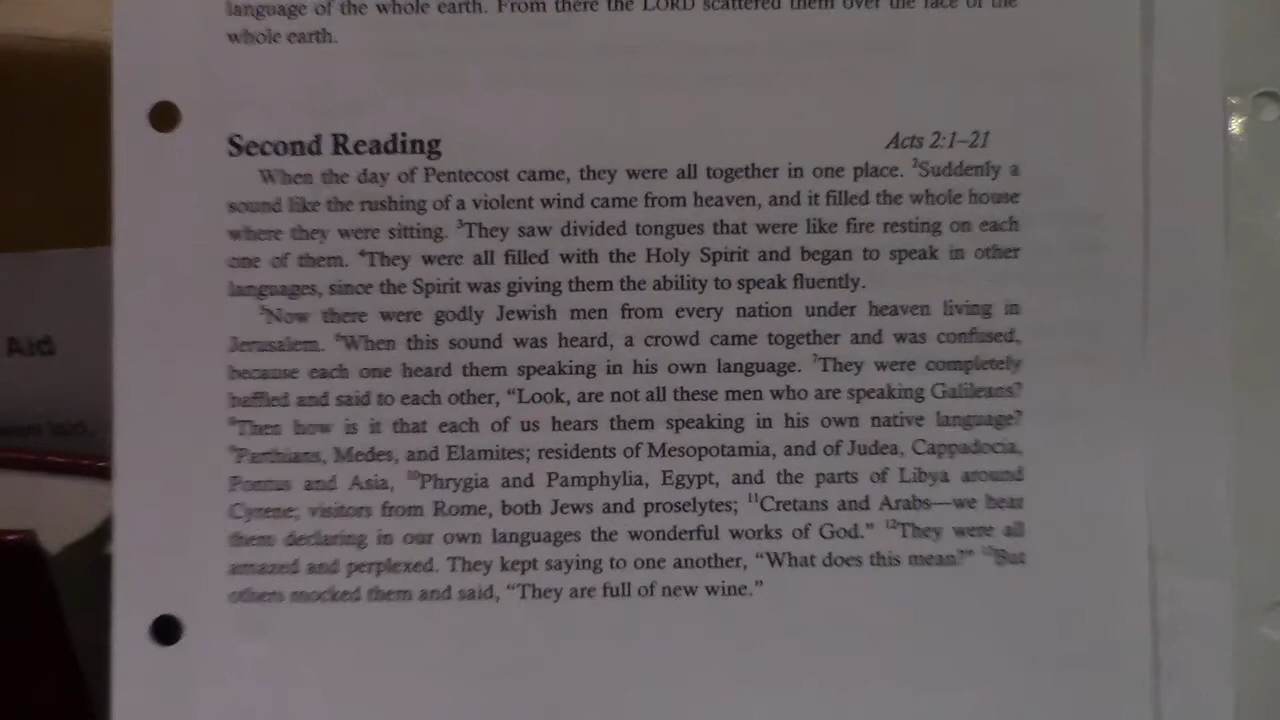 language of the whole earth. From there the LORD scattered them over the face of the
whole earth.
Second Reading Acts 2:1–21
When the day of Pentecost came, they were all together in one place. ²Suddenly a
sound like the rushing of a violent wind came from heaven, and it filled the whole house
where they were sitting. ³They saw divided tongues that were like fire resting on each
one of them. ⁴They were all filled with the Holy Spirit and began to speak in other
languages, since the Spirit was giving them the ability to speak fluently.
⁵Now there were godly Jewish men from every nation under heaven living in
Jerusalem. ⁶When this sound was heard, a crowd came together and was confused,
because each one heard them speaking in his own language. ⁷They were completely
baffled and said to each other, “Look, are not all these men who are speaking Galileans?
⁸Then how is it that each of us hears them speaking in his own native language?
⁹Parthians, Medes, and Elamites; residents of Mesopotamia, and of Judea, Cappadocia,
Pontus and Asia, ¹⁰Phrygia and Pamphylia, Egypt, and the parts of Libya around
Cyrene; visitors from Rome, both Jews and proselytes; ¹¹Cretans and Arabs—we hear
them declaring in our own languages the wonderful works of God.” ¹²They were all
amazed and perplexed. They kept saying to one another, “What does this mean?” ¹³But
others mocked them and said, “They are full of new wine.”
Aid